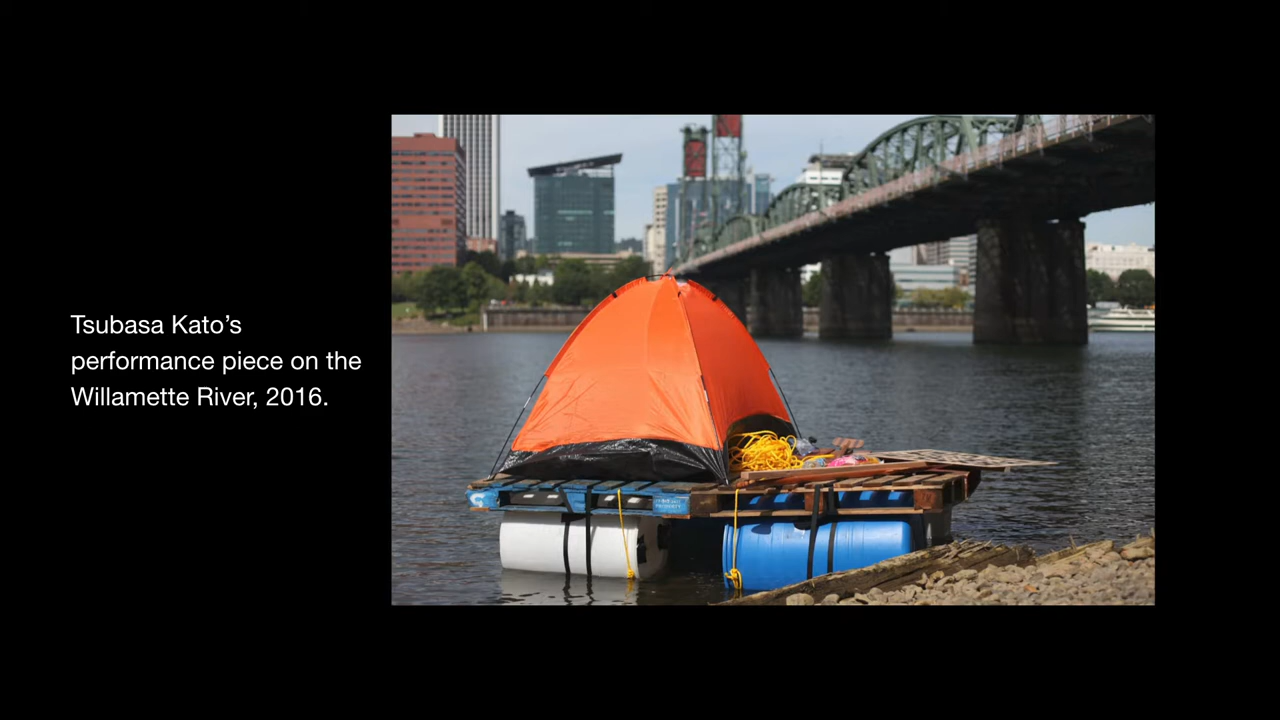 Tsubasa Kato’s
performance piece on the
Willamette River, 2016.